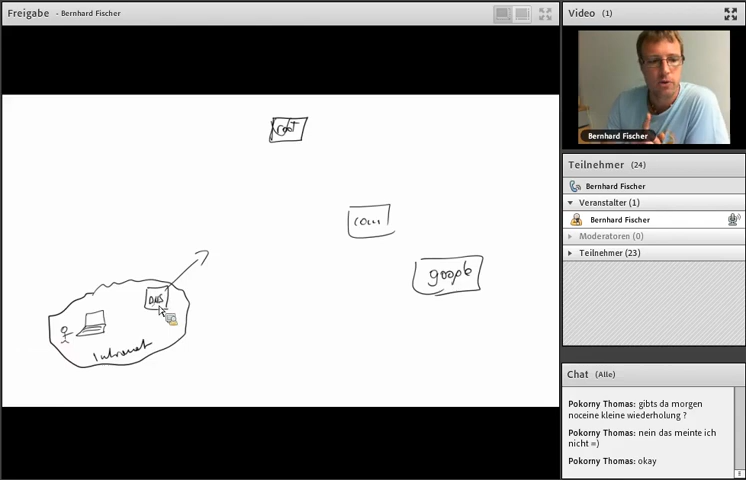 Freigabe - Bernhard Fischer
root
com
google
DNS
Intranet
Video (1)
Bernhard Fischer
Teilnehmer (24)
Bernhard Fischer
Veranstalter (1)
Bernhard Fischer
Moderatoren (0)
Teilnehmer (23)
Chat (Alle)
Pokorny Thomas: gibts da morgen
noceine kleine wiederholung ?
Pokorny Thomas: nein das meinte ich
nicht =)
Pokorny Thomas: okay